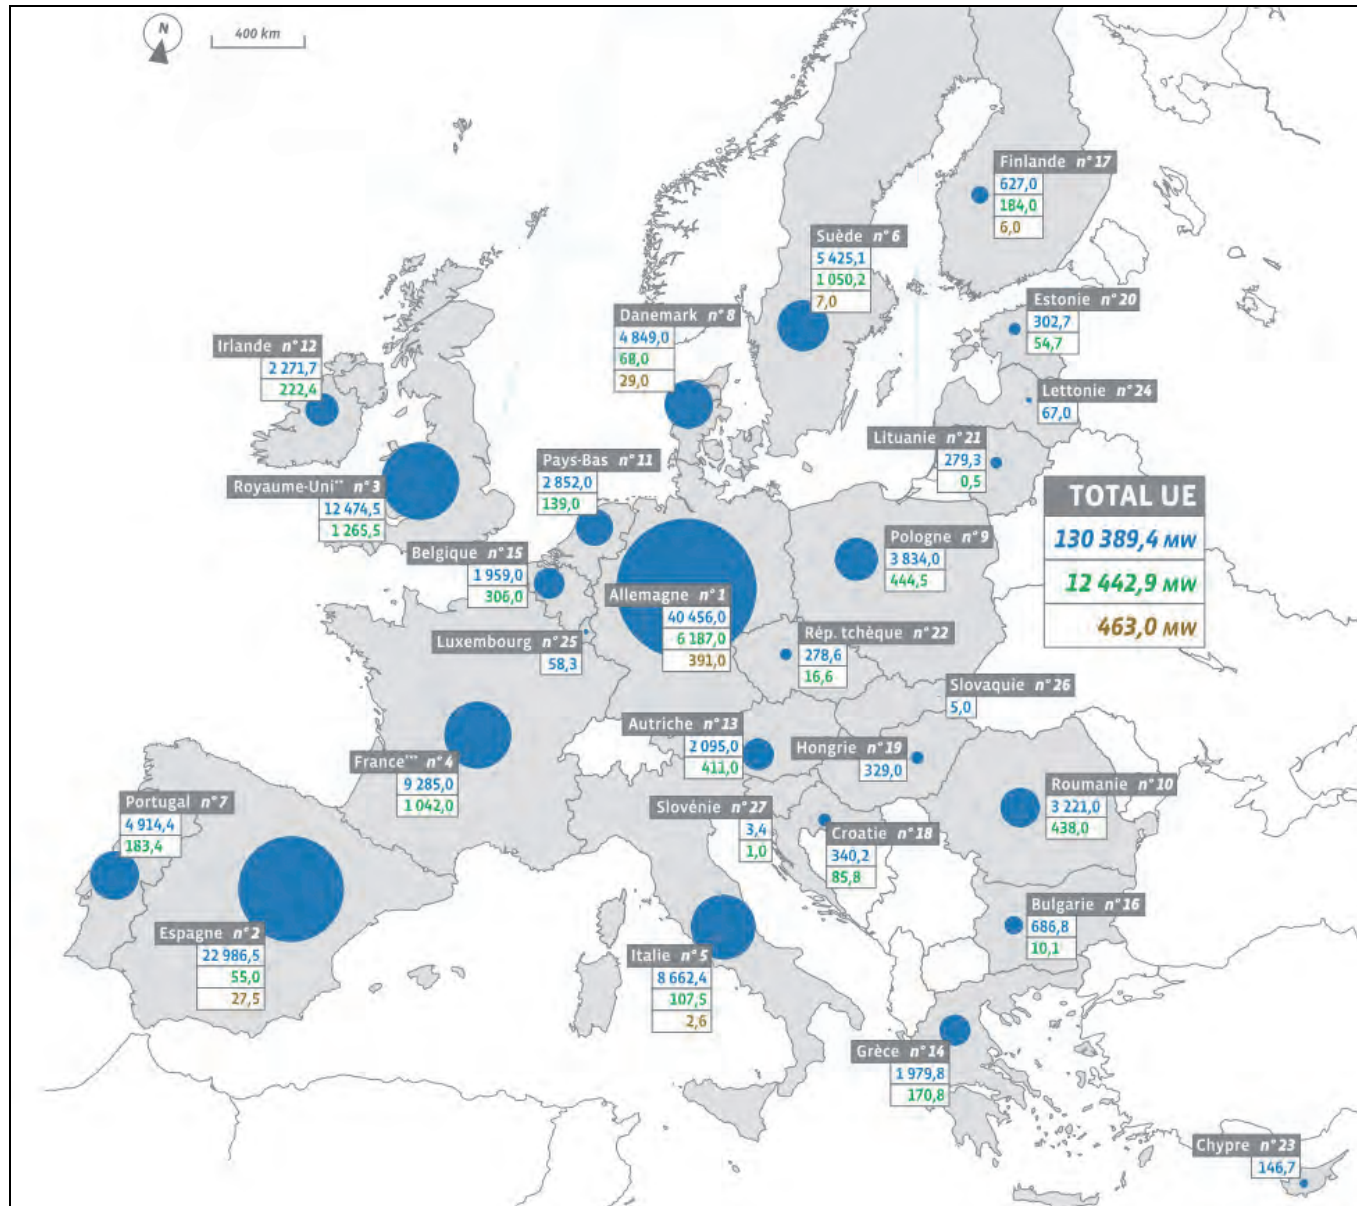 N
400 km
Finlande n°17
627,0
184,0
6,0
Suède n°6
5 425,1
1 050,2
7,0
Estonie n°20
302,7
54,7
Danemark n°8
4 849,0
68,0
29,0
Irlande n°12
2 271,7
222,4
Lettonie n°24
67,0
Lituanie n°21
279,3
0,5
Pays-Bas n°11
2 852,0
139,0
Royaume-Uni** n°3
12 474,5
1 265,5
TOTAL UE
130 389,4 MW
12 442,9 MW
463,0 MW
Pologne n°9
3 834,0
444,5
Belgique n°15
1 959,0
306,0
Allemagne n°1
40 456,0
6 187,0
391,0
Luxembourg n°25
58,3
Rép. tchèque n°22
278,6
16,6
Slovaquie n°26
5,0
Autriche n°13
2 095,0
411,0
Hongrie n°19
329,0
France*** n°4
9 285,0
1 042,0
Roumanie n°10
3 221,0
438,0
Portugal n°7
4 914,4
183,4
Slovénie n°27
3,4
1,0
Croatie n°18
340,2
85,8
Bulgarie n°16
686,8
10,1
Espagne n°2
22 986,5
55,0
27,5
Italie n°5
8 662,4
107,5
2,6
Grèce n°14
1 979,8
170,8
Chypre n°23
146,7